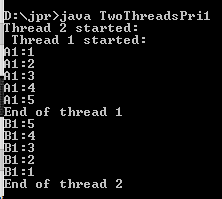 D:\jpr>java TwoThreadsPri1
Thread 2 started:
 Thread 1 started:
A1:1
A1:2
A1:3
A1:4
A1:5
End of thread 1
B1:5
B1:4
B1:3
B1:2
B1:1
End of thread 2